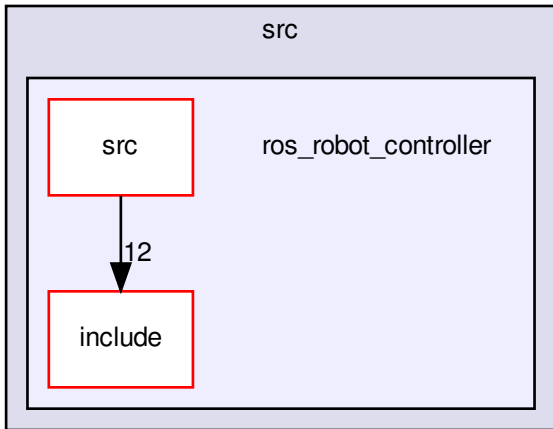 src
src
ros_robot_controller
12
include